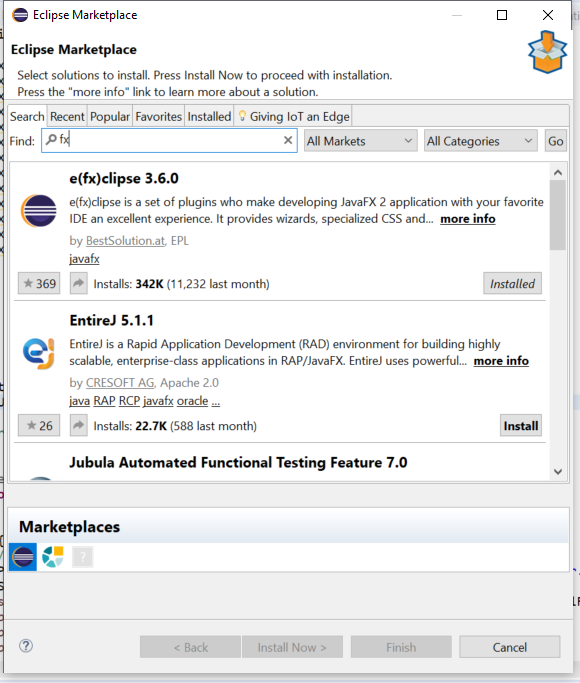 Eclipse Marketplace
Eclipse Marketplace
Select solutions to install. Press Install Now to proceed with installation.
Press the "more info" link to learn more about a solution.
Search Recent Popular Favorites Installed Giving IoT an Edge
Find: fx All Markets All Categories Go
e(fx)clipse 3.6.0
e(fx)clipse is a set of plugins who make developing JavaFX 2 application with your favorite
IDE an excellent experience. It provides wizards, specialized CSS and... more info
by BestSolution.at, EPL
javafx
369 Installs: 342K (11,232 last month) Installed
EntireJ 5.1.1
EntireJ is a Rapid Application Development (RAD) environment for building highly
scalable, enterprise-class applications in RAP/JavaFX. EntireJ uses powerful... more info
by CRESOFT AG, Apache 2.0
java RAP RCP javafx oracle ...
26 Installs: 22.7K (588 last month) Install
Jubula Automated Functional Testing Feature 7.0
Marketplaces
?
? < Back Install Now > Finish Cancel